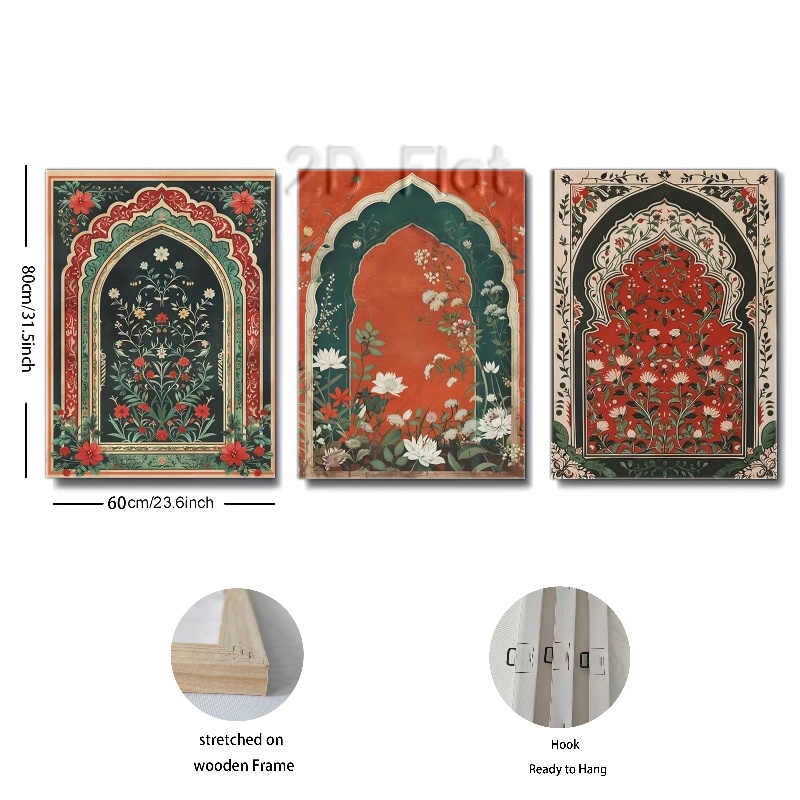 2D Flat
80cm/31.5inch
60cm/23.6inch
stretched on
wooden Frame
Hook
Ready to Hang